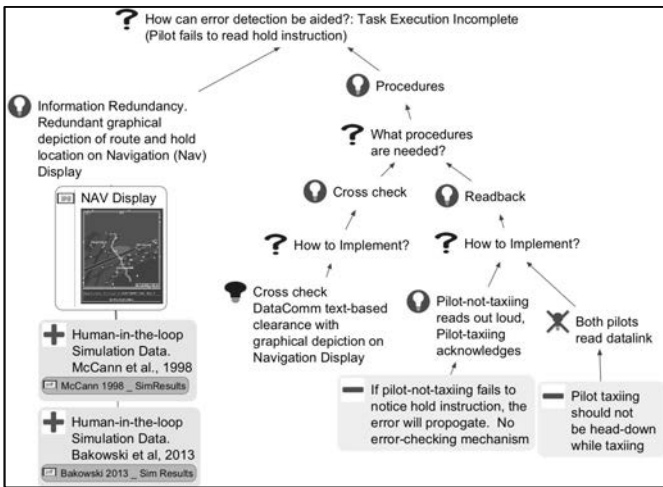 How can error detection be aided?: Task Execution Incomplete
(Pilot fails to read hold instruction)
Information Redundancy.
Redundant graphical
depiction of route and hold
location on Navigation (Nav)
Display
NAV Display
Human-in-the-loop
Simulation Data.
McCann et al., 1998
McCann 1998 _ SimResults
Human-in-the-loop
Simulation Data.
Bakowski et al, 2013
Bakowski 2013 _ Sim Results
Procedures
What procedures
are needed?
Cross check
Readback
How to Implement?
How to Implement?
Cross check
DataComm text-based
clearance with
graphical depiction on
Navigation Display
Pilot-not-taxiing
reads out loud,
Pilot-taxiing
acknowledges
Both pilots
read datalink
If pilot-not-taxiing fails to
notice hold instruction, the
error will propogate. No
error-checking mechanism
Pilot taxiing
should not
be head-down
while taxiing